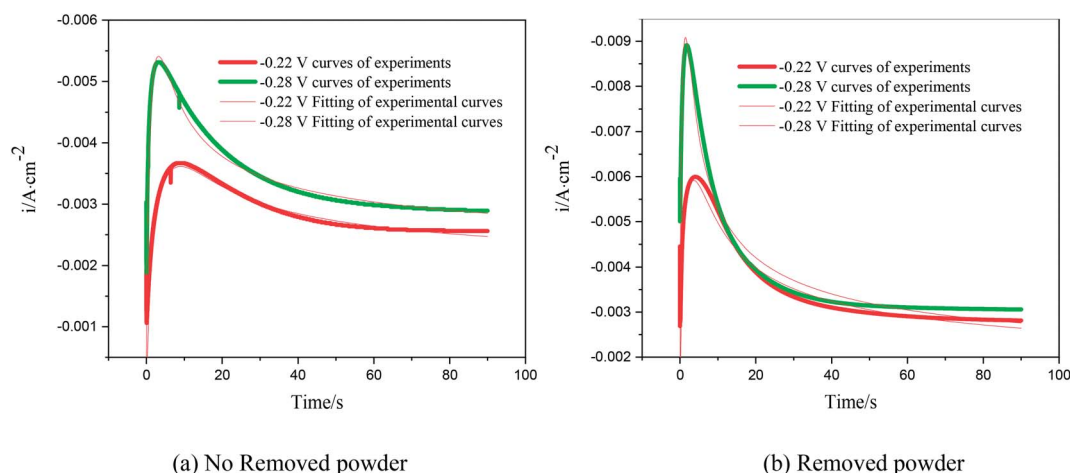 -0.006
-0.005
-0.004
-0.003
-0.002
-0.001
i/A·cm-2
-0.22 V curves of experiments
-0.28 V curves of experiments
-0.22 V Fitting of experimental curves
-0.28 V Fitting of experimental curves
0 20 40 60 80 100
Time/s
(a) No Removed powder
-0.009
-0.008
-0.007
-0.006
-0.005
-0.004
-0.003
-0.002
i/A·cm-2
-0.22 V curves of experiments
-0.28 V curves of experiments
-0.22 V Fitting of experimental curves
-0.28 V Fitting of experimental curves
0 20 40 60 80 100
Time/s
(b) Removed powder